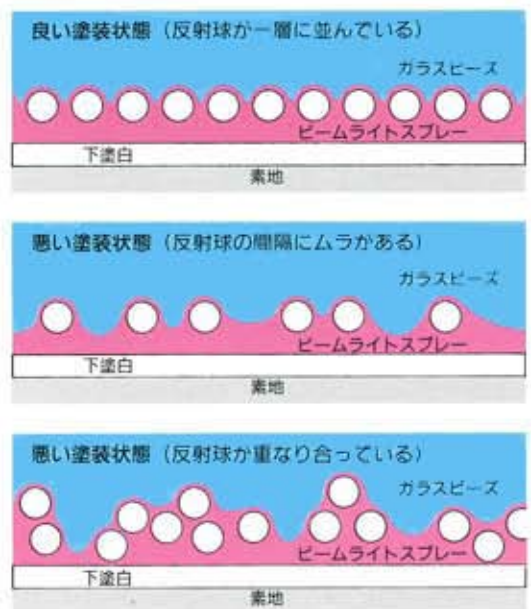 良い塗装状態（反射球が一層に並んでいる）
ガラスビーズ
ビームライトスプレー
下塗白
素地
悪い塗装状態（反射球の間隔にムラがある）
ガラスビーズ
ビームライトスプレー
下塗白
素地
悪い塗装状態（反射球が重なり合っている）
ガラスビーズ
ビームライトスプレー
下塗白
素地